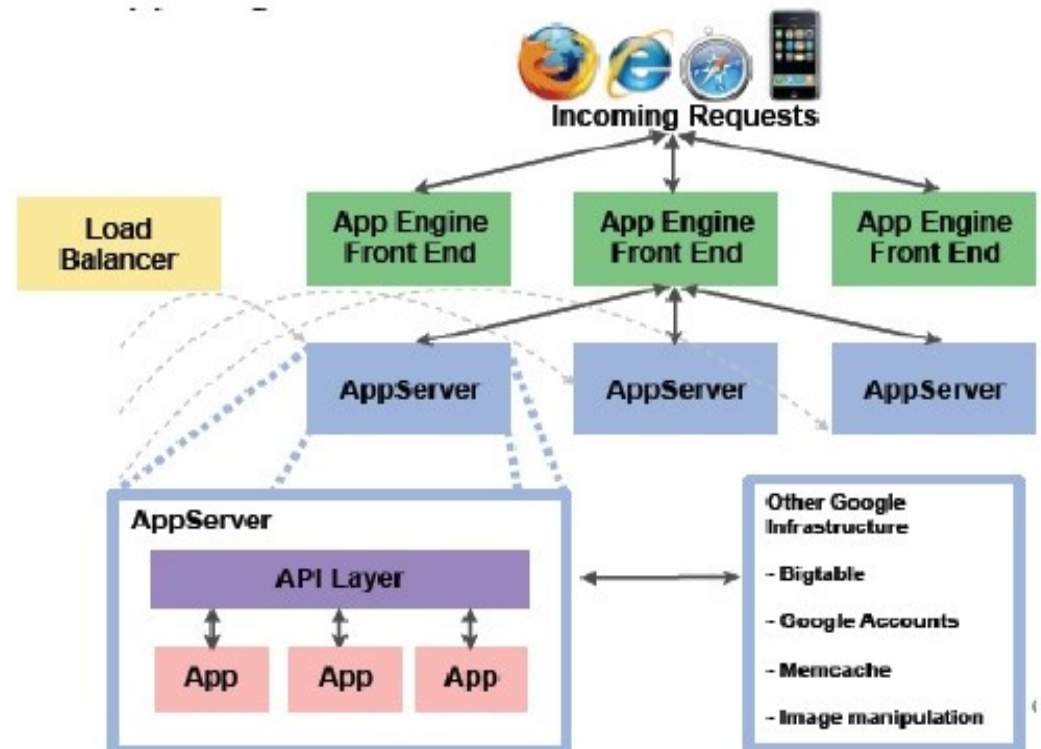 Incoming Requests
Load
Balancer
App Engine
Front End
App Engine
Front End
App Engine
Front End
AppServer
AppServer
AppServer
AppServer
API Layer
App
App
App
Other Google
Infrastructure
- Bigtable
- Google Accounts
- Memcache
- Image manipulation